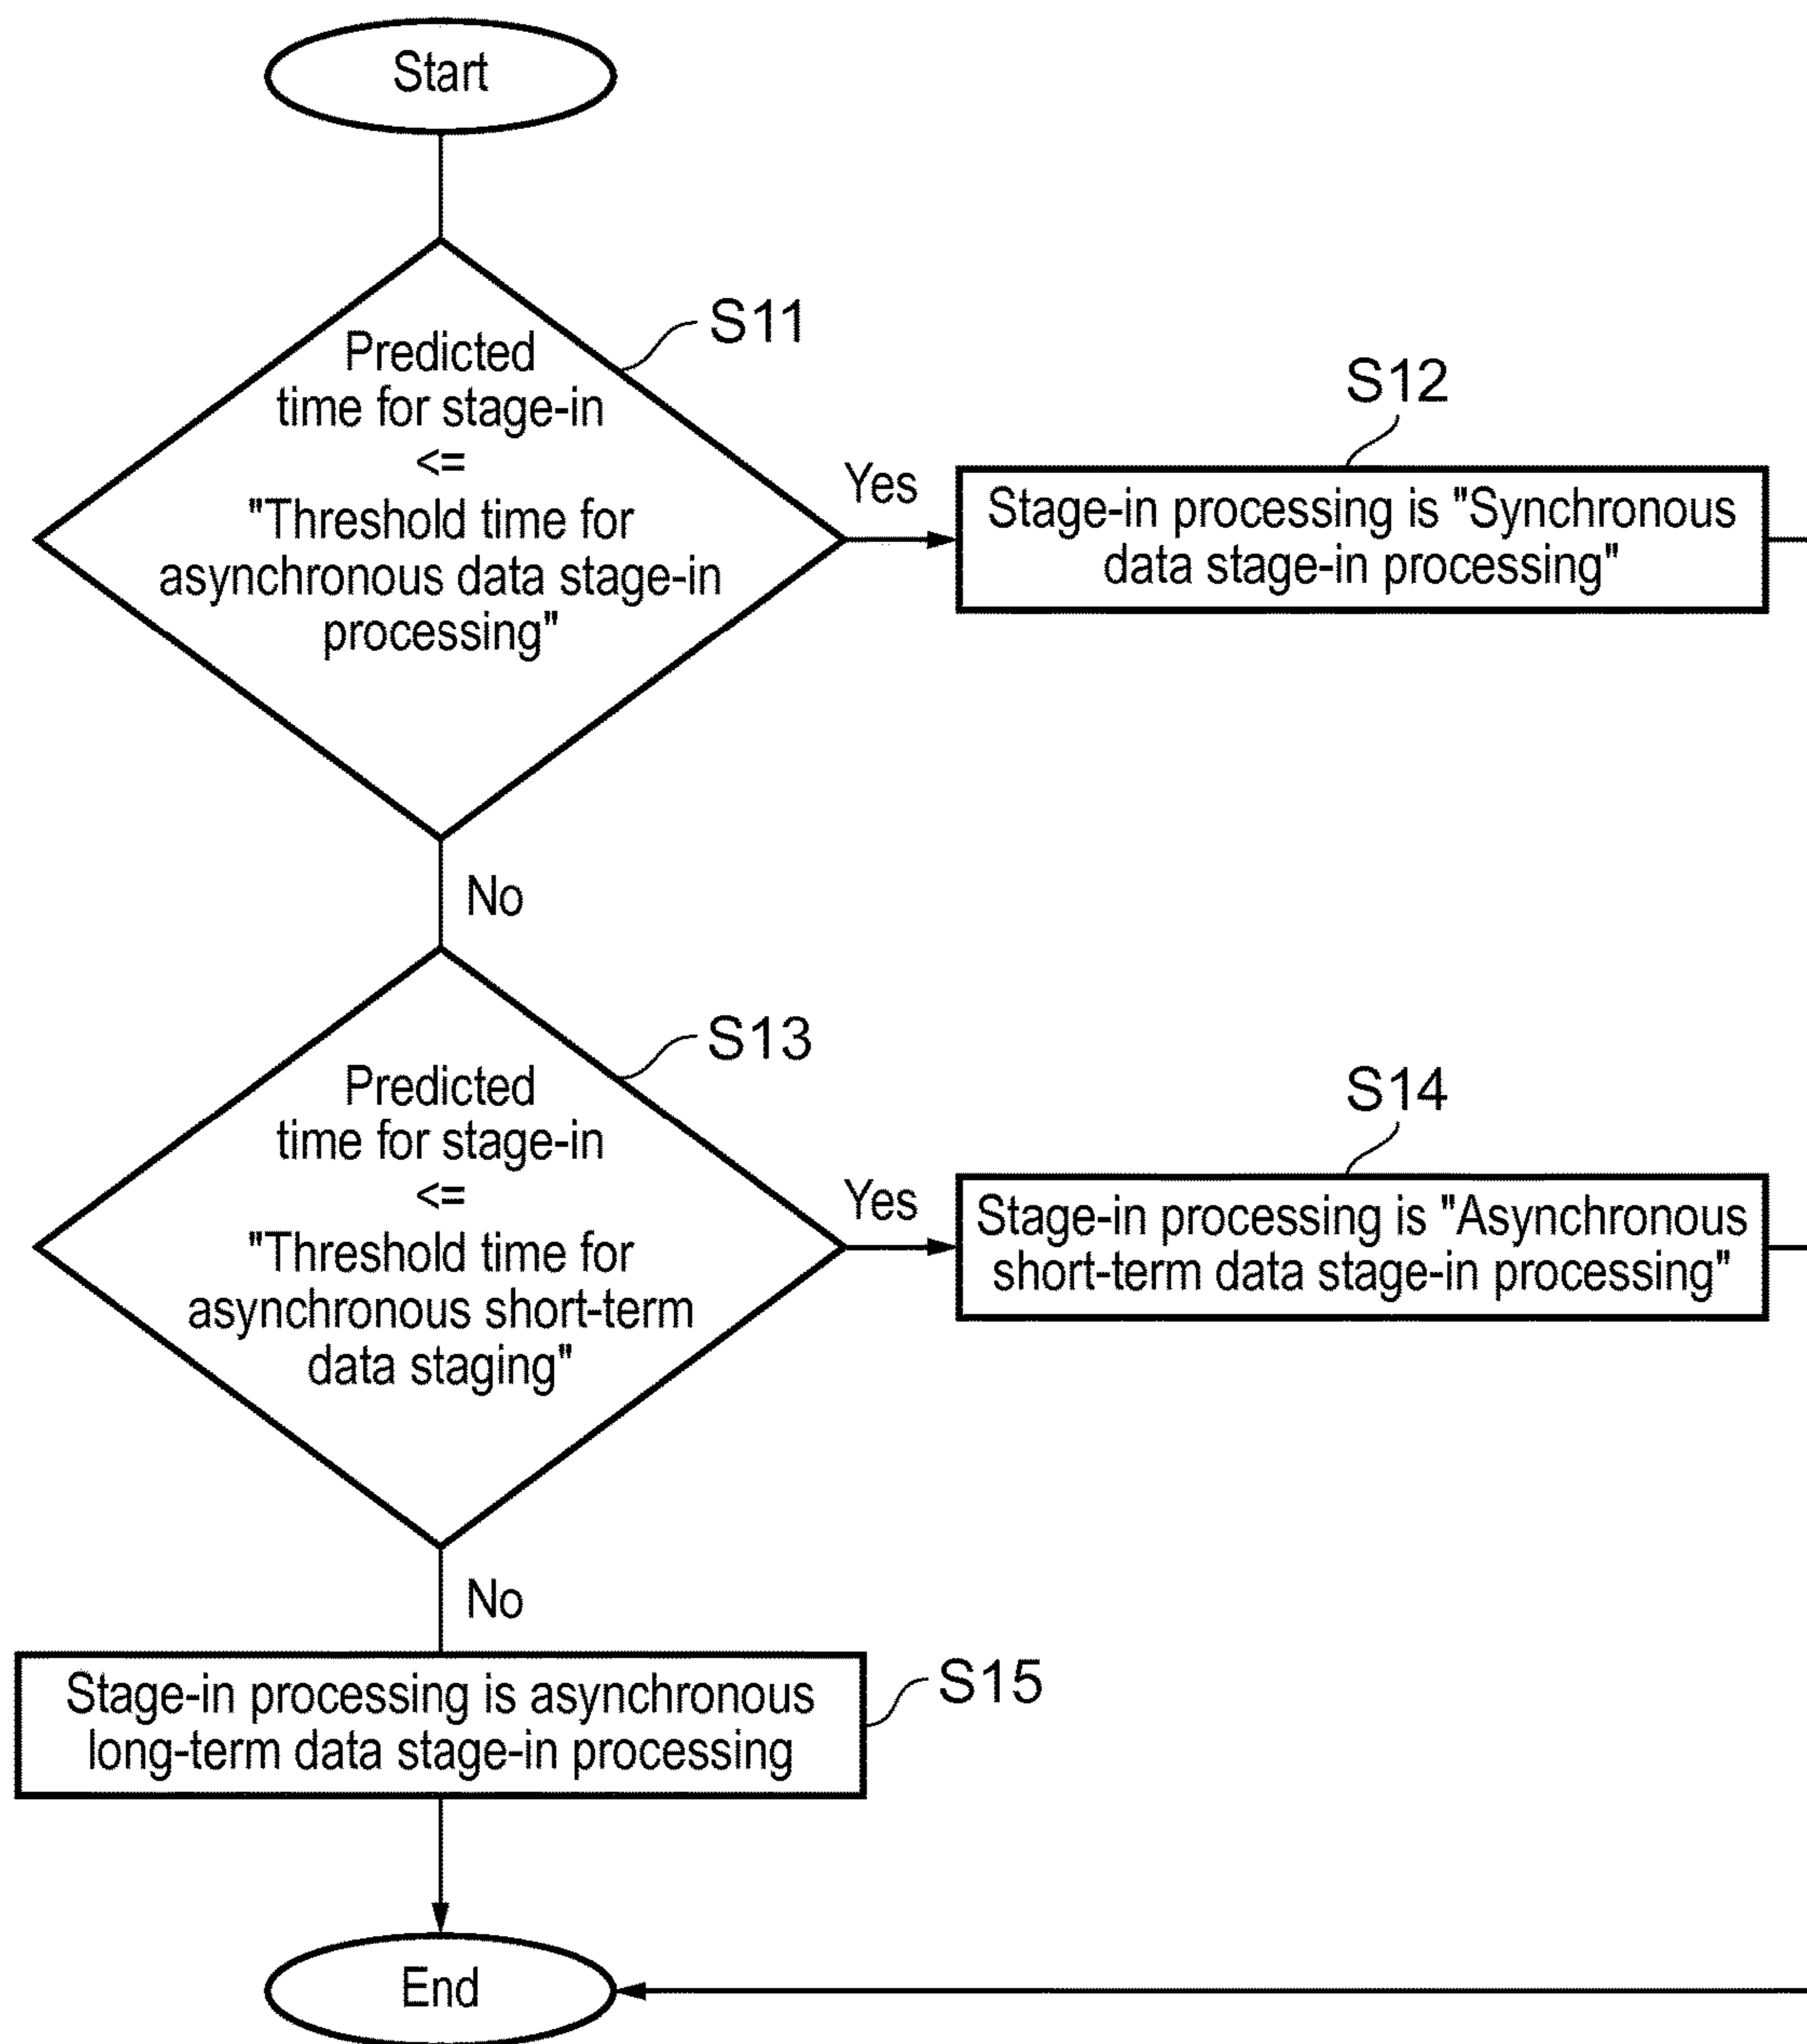 Start
S11
Predicted
time for stage-in
<=
"Threshold time for
asynchronous data stage-in
processing"
Yes
S12
Stage-in processing is "Synchronous
data stage-in processing"
No
S13
Predicted
time for stage-in
<=
"Threshold time for
asynchronous short-term
data staging"
Yes
S14
Stage-in processing is "Asynchronous
short-term data stage-in processing"
No
S15
Stage-in processing is asynchronous
long-term data stage-in processing
End